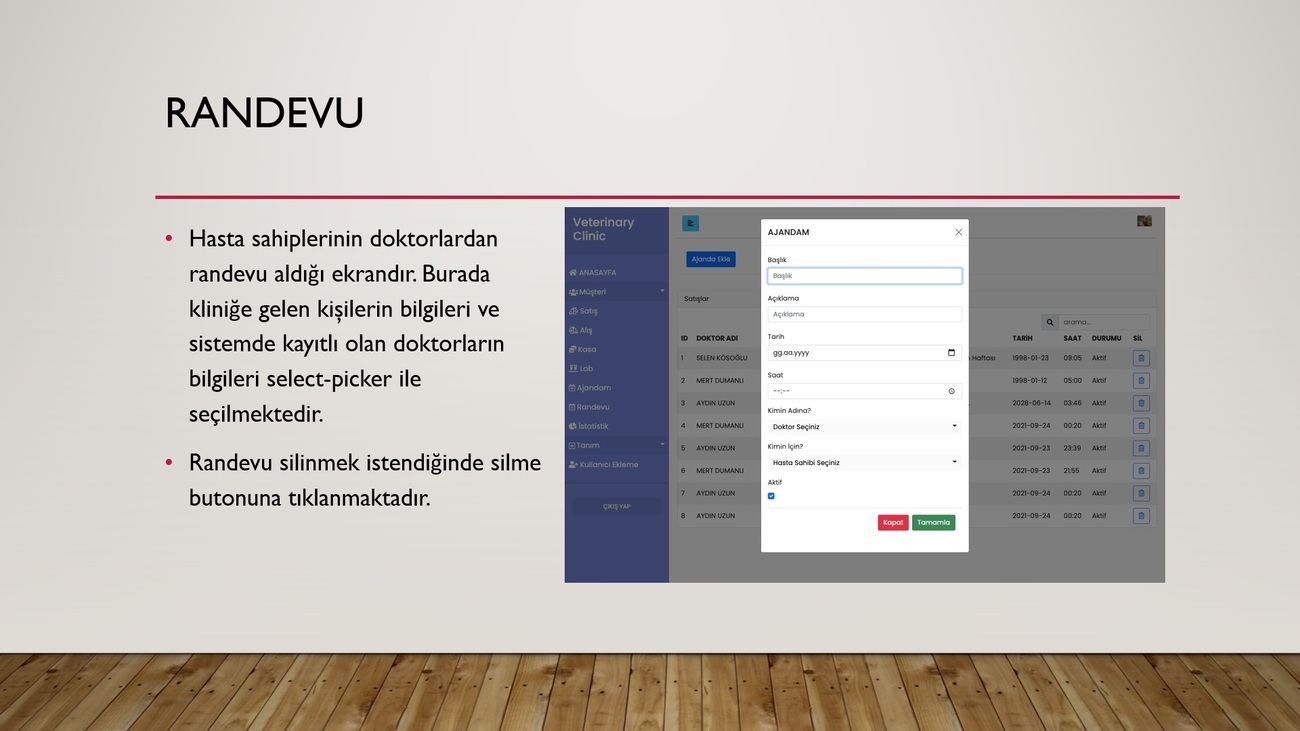 RANDEVU
• Hasta sahiplerinin doktorlardan
randevu aldığı ekrandır. Burada
kliniğe gelen kişilerin bilgileri ve
sistemde kayıtlı olan doktorların
bilgileri select-picker ile
seçilmektedir.
• Randevu silinmek istendiğinde silme
butonuna tıklanmaktadır.
Veterinary
Clinic
ANASAYFA
Müşteri
Satış
Alış
Kasa
Lab
Ajandam
Randevu
İstatistik
Tanım
Kullanıcı Ekleme
ÇIKIŞ YAP
Ajanda Ekle
Satışlar
arama...
ID DOKTOR ADI TARİH SAAT DURUMU SİL
1 SELEN KÖSOĞLU Haftası 1998-01-23 09:05 Aktif
2 MERT DUMANLI 1998-01-12 05:00 Aktif
3 AYDIN UZUN 2028-06-14 03:46 Aktif
4 MERT DUMANLI 2021-09-24 00:20 Aktif
5 AYDIN UZUN 2021-09-23 23:39 Aktif
6 MERT DUMANLI 2021-09-23 21:55 Aktif
7 AYDIN UZUN 2021-09-24 00:20 Aktif
8 AYDIN UZUN 2021-09-24 00:20 Aktif
AJANDAM
Başlık
Başlık
Açıklama
Açıklama
Tarih
gg.aa.yyyy
Saat
--:--
Kimin Adına?
Doktor Seçiniz
Kimin İçin?
Hasta Sahibi Seçiniz
Aktif
Kapat Tamamla